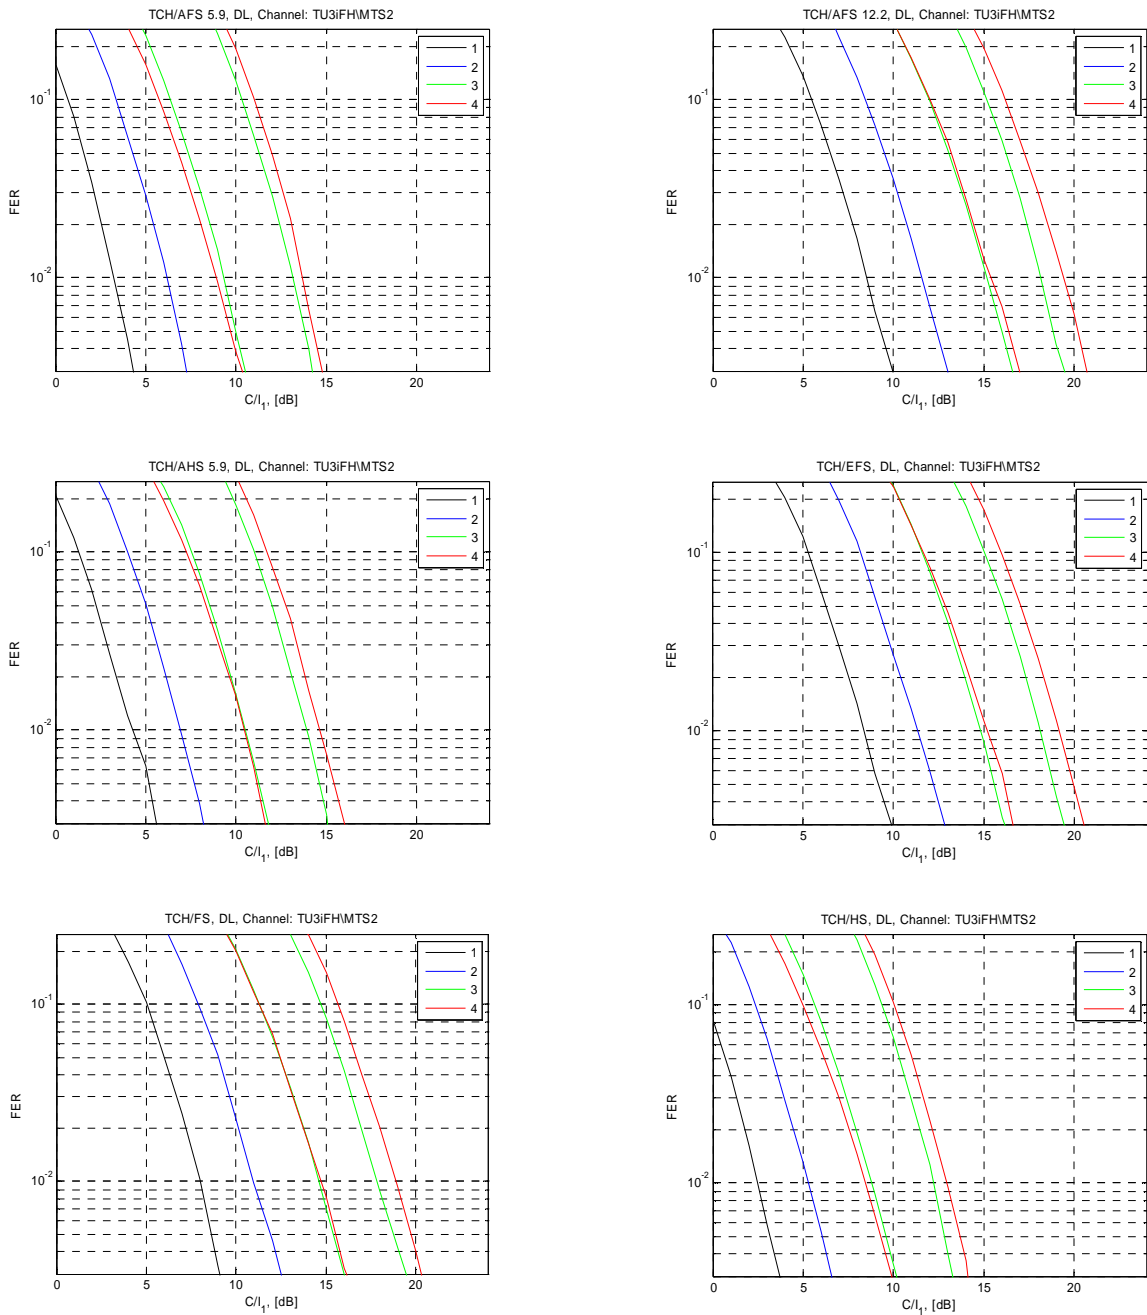 TCH/AFS 5.9, DL, Channel: TU3iFH\MTS2
1
2
3
4
10-1
10-2
FER
0 5 10 15 20
C/I1, [dB]
TCH/AFS 12.2, DL, Channel: TU3iFH\MTS2
1
2
3
4
10-1
10-2
FER
0 5 10 15 20
C/I1, [dB]
TCH/AHS 5.9, DL, Channel: TU3iFH\MTS2
1
2
3
4
10-1
10-2
FER
0 5 10 15 20
C/I1, [dB]
TCH/EFS, DL, Channel: TU3iFH\MTS2
1
2
3
4
10-1
10-2
FER
0 5 10 15 20
C/I1, [dB]
TCH/FS, DL, Channel: TU3iFH\MTS2
1
2
3
4
10-1
10-2
FER
0 5 10 15 20
C/I1, [dB]
TCH/HS, DL, Channel: TU3iFH\MTS2
1
2
3
4
10-1
10-2
FER
0 5 10 15 20
C/I1, [dB]